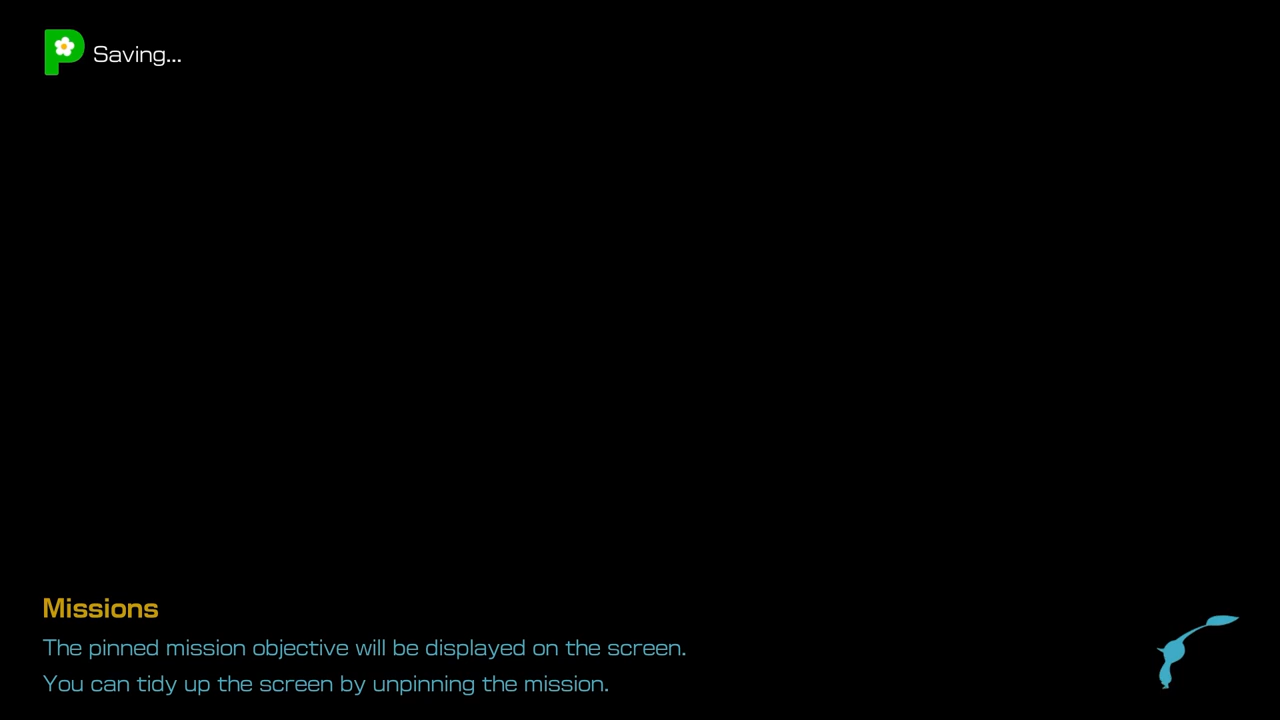 Saving...
Missions
The pinned mission objective will be displayed on the screen.
You can tidy up the screen by unpinning the mission.